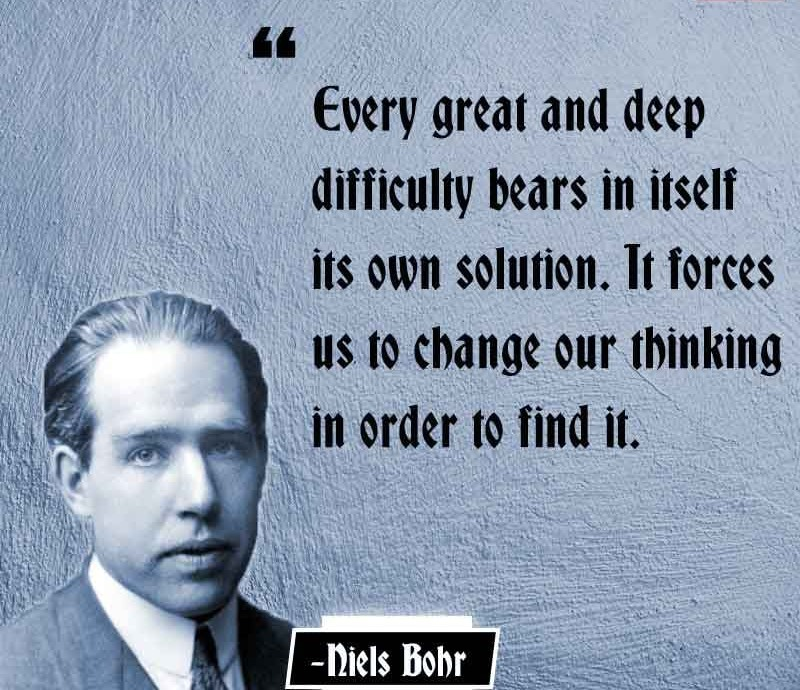 ❝
Every great and deep
difficulty bears in itself
its own solution. It forces
us to change our thinking
in order to find it.
-Niels Bohr